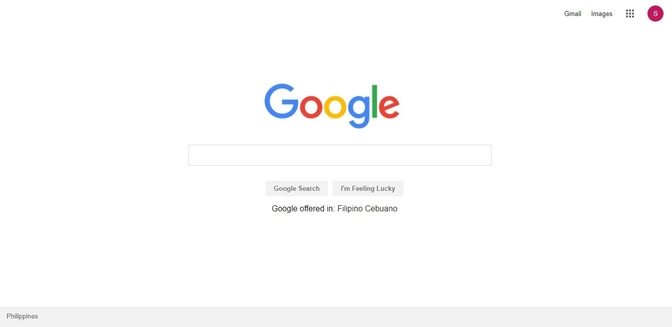 Gmail Images S
Google
Google Search I'm Feeling Lucky
Google offered in: Filipino Cebuano
Philippines